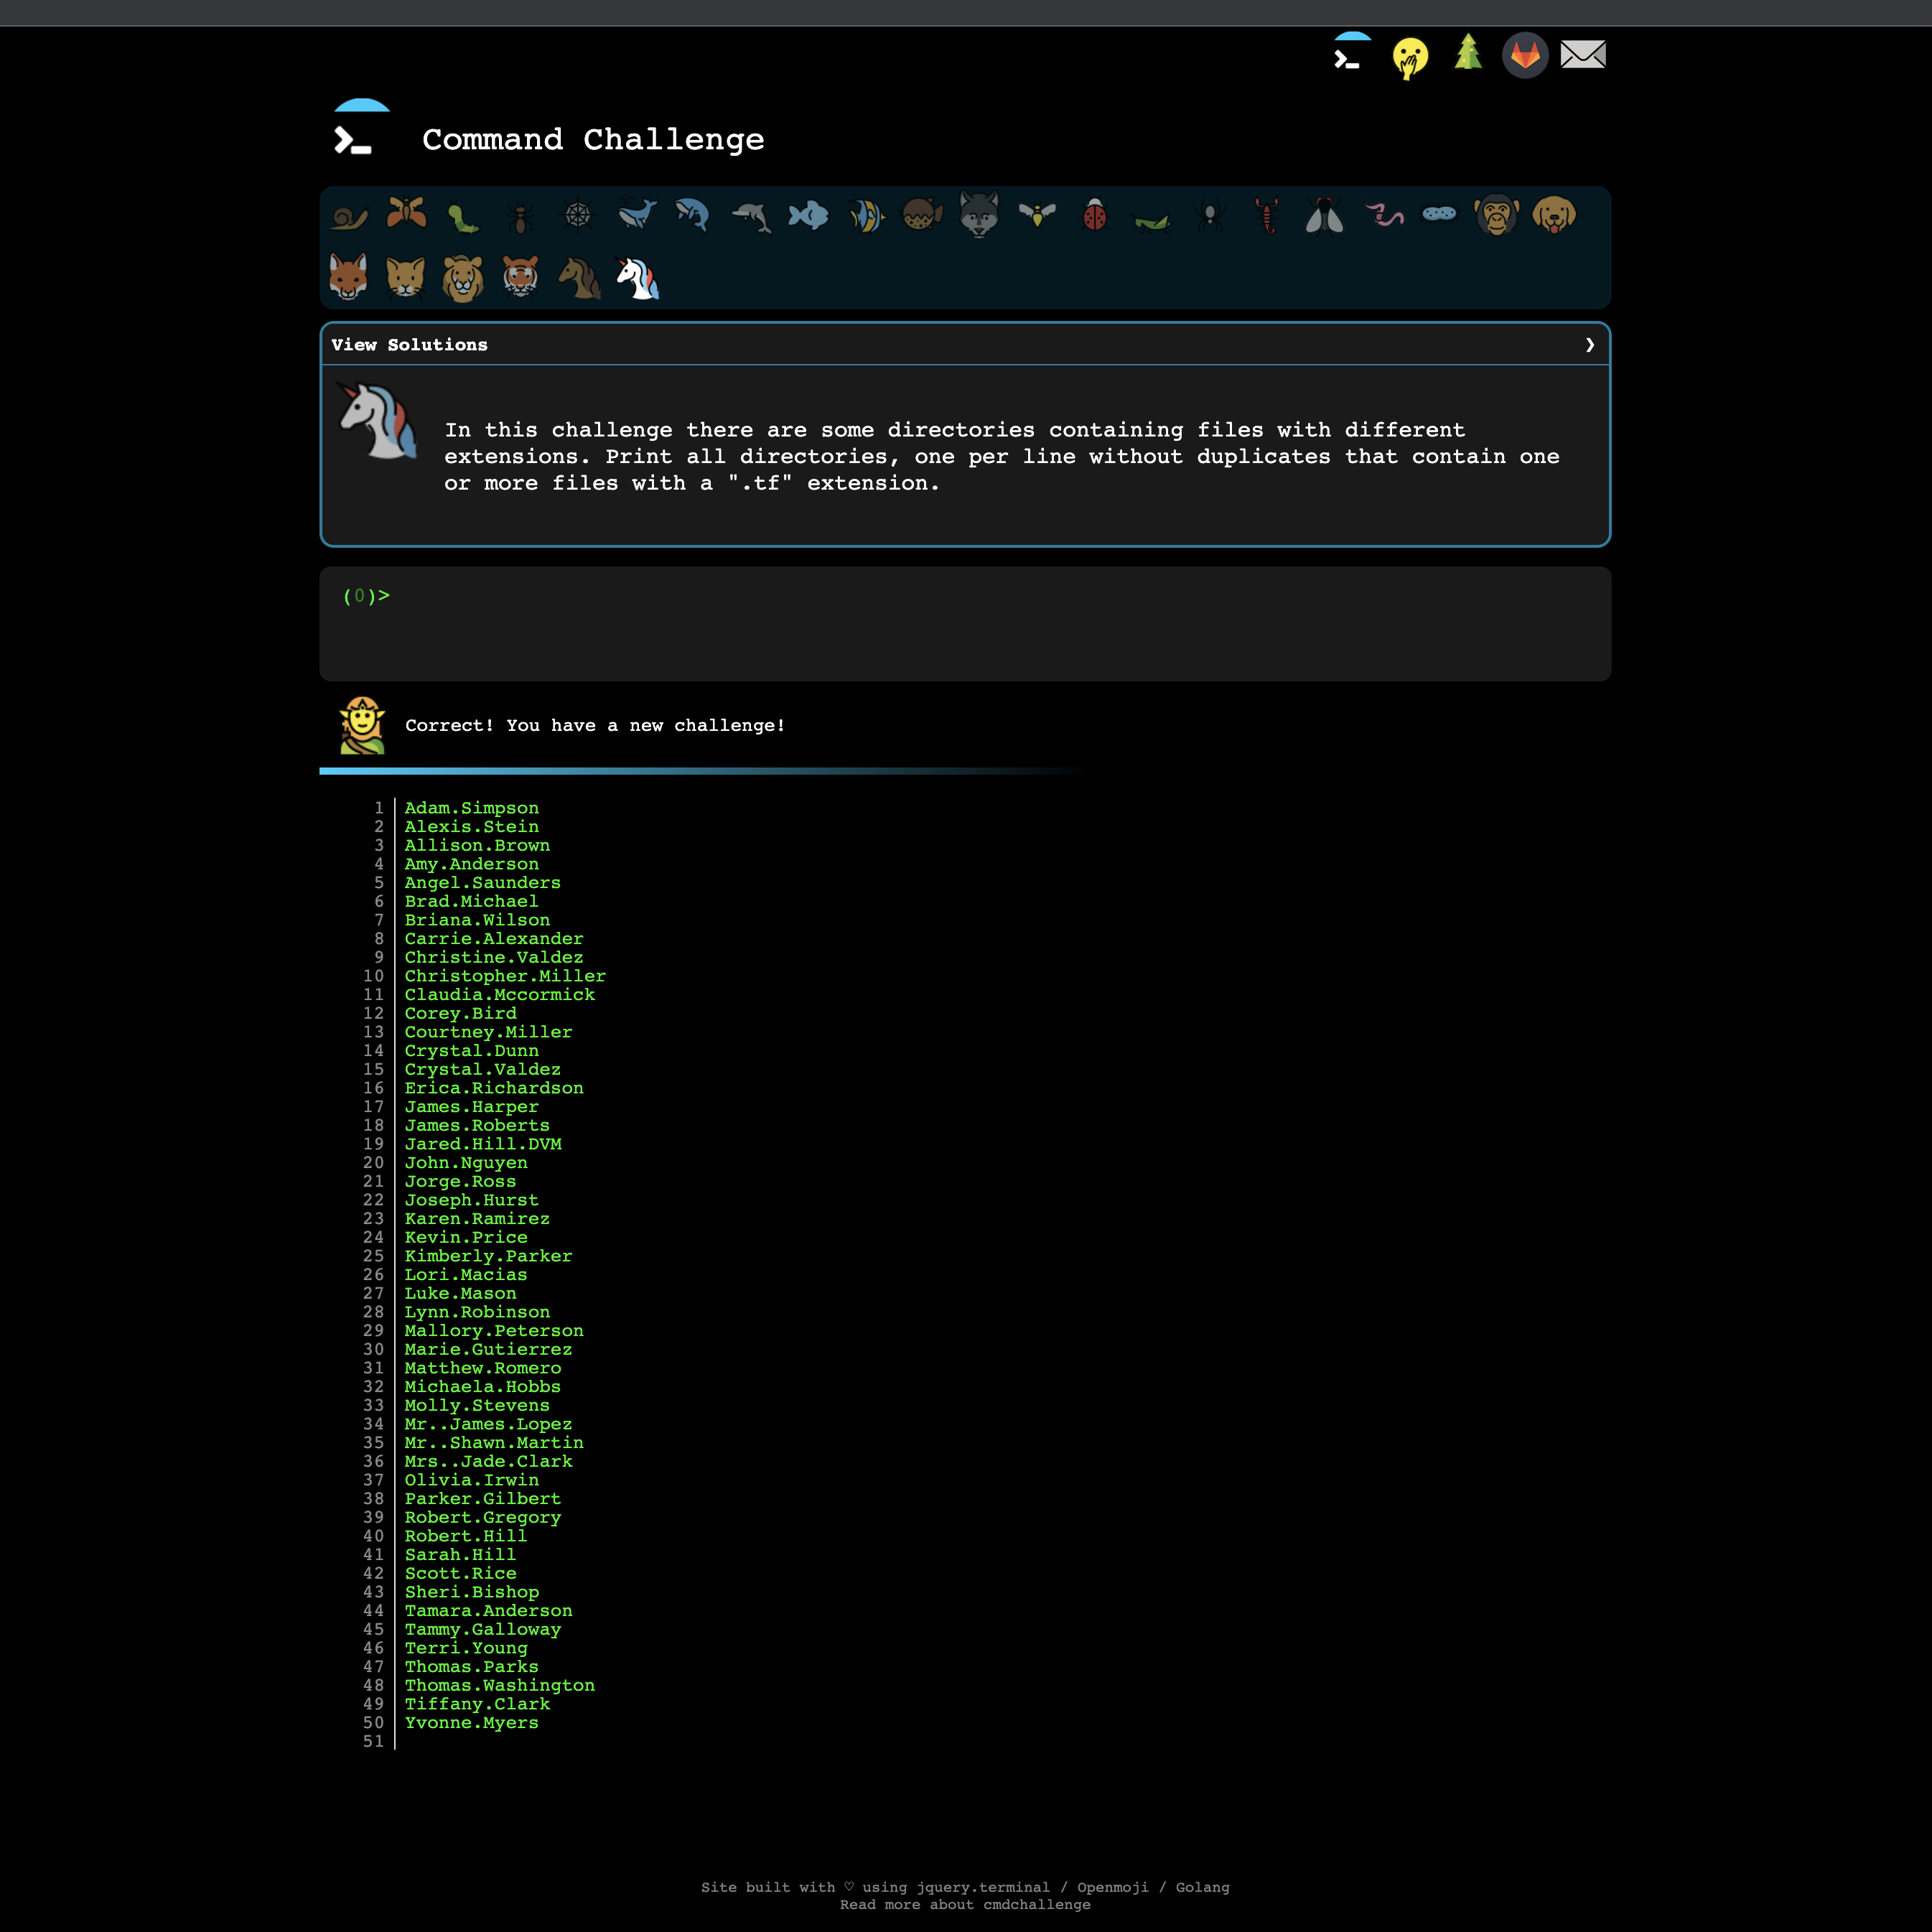 Command Challenge
View Solutions ❯
In this challenge there are some directories containing files with different
extensions. Print all directories, one per line without duplicates that contain one
or more files with a ".tf" extension.
(0)>
Correct! You have a new challenge!
1 Adam.Simpson
2 Alexis.Stein
3 Allison.Brown
4 Amy.Anderson
5 Angel.Saunders
6 Brad.Michael
7 Briana.Wilson
8 Carrie.Alexander
9 Christine.Valdez
10 Christopher.Miller
11 Claudia.Mccormick
12 Corey.Bird
13 Courtney.Miller
14 Crystal.Dunn
15 Crystal.Valdez
16 Erica.Richardson
17 James.Harper
18 James.Roberts
19 Jared.Hill.DVM
20 John.Nguyen
21 Jorge.Ross
22 Joseph.Hurst
23 Karen.Ramirez
24 Kevin.Price
25 Kimberly.Parker
26 Lori.Macias
27 Luke.Mason
28 Lynn.Robinson
29 Mallory.Peterson
30 Marie.Gutierrez
31 Matthew.Romero
32 Michaela.Hobbs
33 Molly.Stevens
34 Mr..James.Lopez
35 Mr..Shawn.Martin
36 Mrs..Jade.Clark
37 Olivia.Irwin
38 Parker.Gilbert
39 Robert.Gregory
40 Robert.Hill
41 Sarah.Hill
42 Scott.Rice
43 Sheri.Bishop
44 Tamara.Anderson
45 Tammy.Galloway
46 Terri.Young
47 Thomas.Parks
48 Thomas.Washington
49 Tiffany.Clark
50 Yvonne.Myers
51
Site built with ♡ using jquery.terminal / Openmoji / Golang
Read more about cmdchallenge